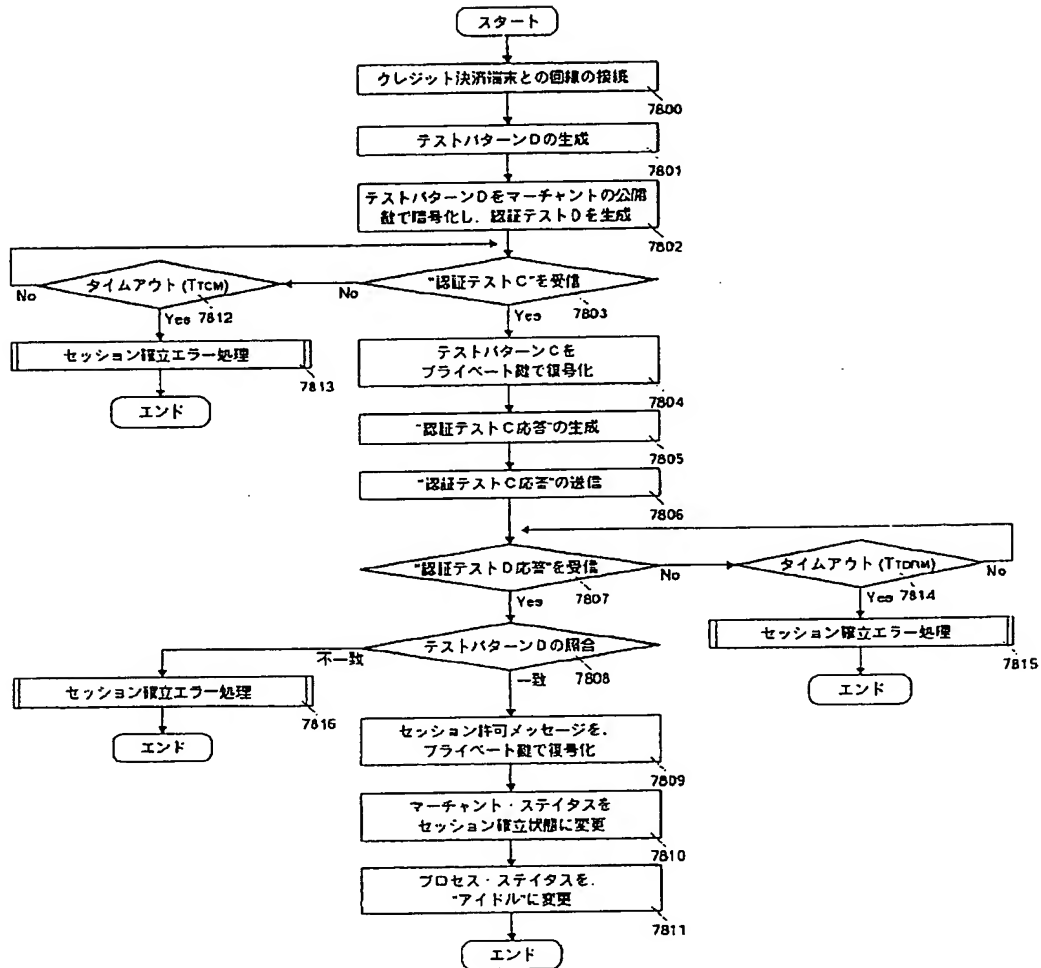 スタート
クレジット決済端末との回線の接続
7800
テストパターンDの生成
7801
テストパターンDをマーチャントの公開
鍵で暗号化し、認証テストDを生成
7802
"認証テストC"を受信
7803
No
Yes
タイムアウト (TTCM)
7812
No
Yes
セッション確立エラー処理
7813
エンド
テストパターンCを
プライベート鍵で復号化
7804
"認証テストC応答"の生成
7805
"認証テストC応答"の送信
7806
"認証テストD応答"を受信
7807
No
Yes
タイムアウト (TTDRM)
7814
No
Yes
セッション確立エラー処理
7815
エンド
テストパターンDの照合
7808
不一致
一致
セッション確立エラー処理
7816
エンド
セッション許可メッセージを、
プライベート鍵で復号化
7809
マーチャント・ステイタスを
セッション確立状態に変更
7810
プロセス・ステイタスを、
"アイドル"に変更
7811
エンド